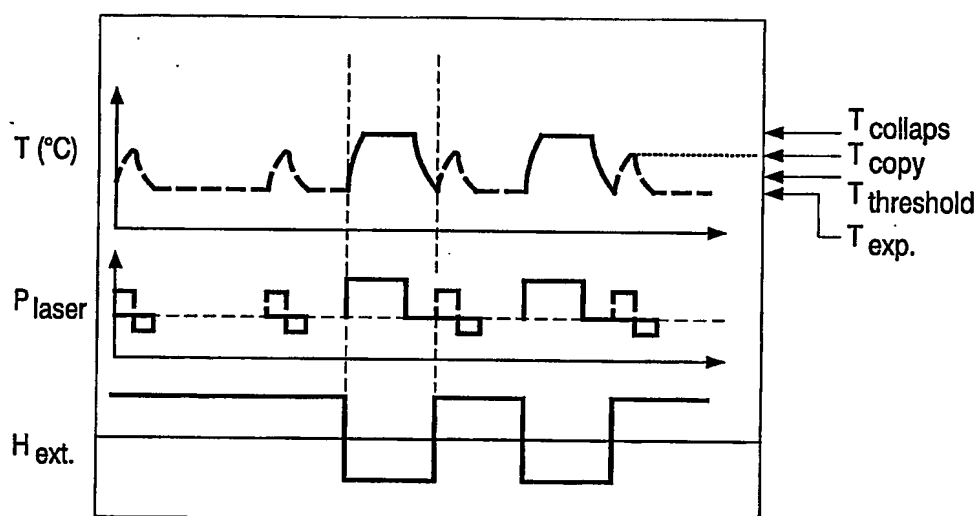 T (°C)
T collaps
T copy
T threshold
T exp.
P laser
H ext.